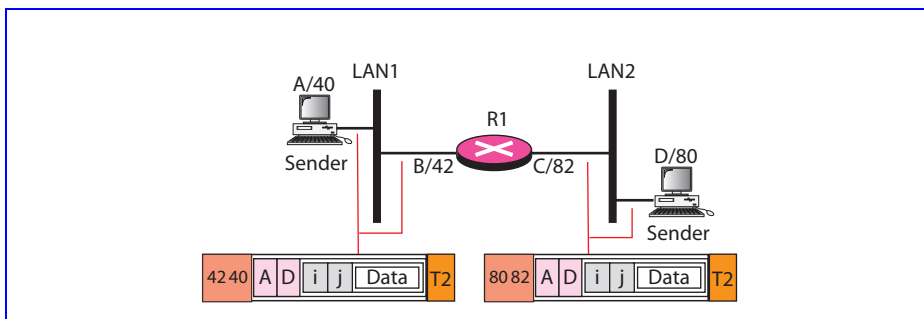 LAN1
LAN2
A/40
R1
Sender
B/42
C/82
D/80
Sender
42 40 A D i j Data T2
80 82 A D i j Data T2